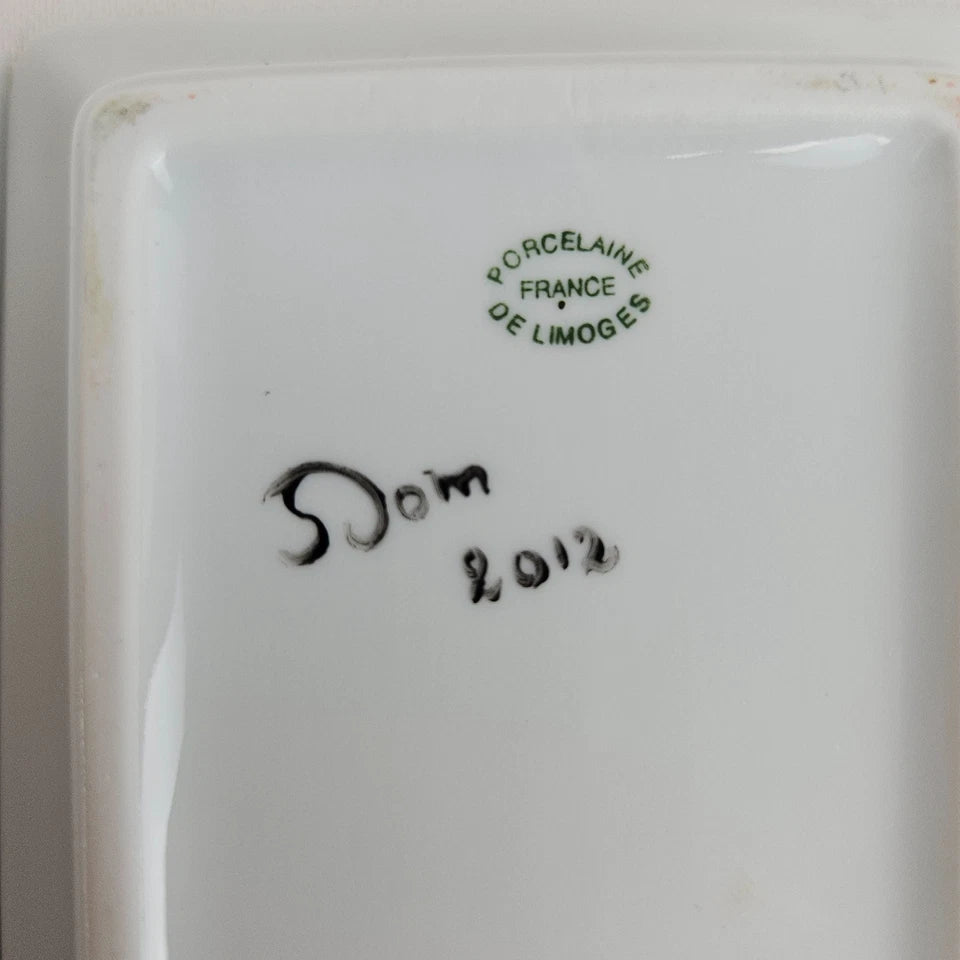 PORCELAINE
FRANCE
DE LIMOGES
Dom
2012